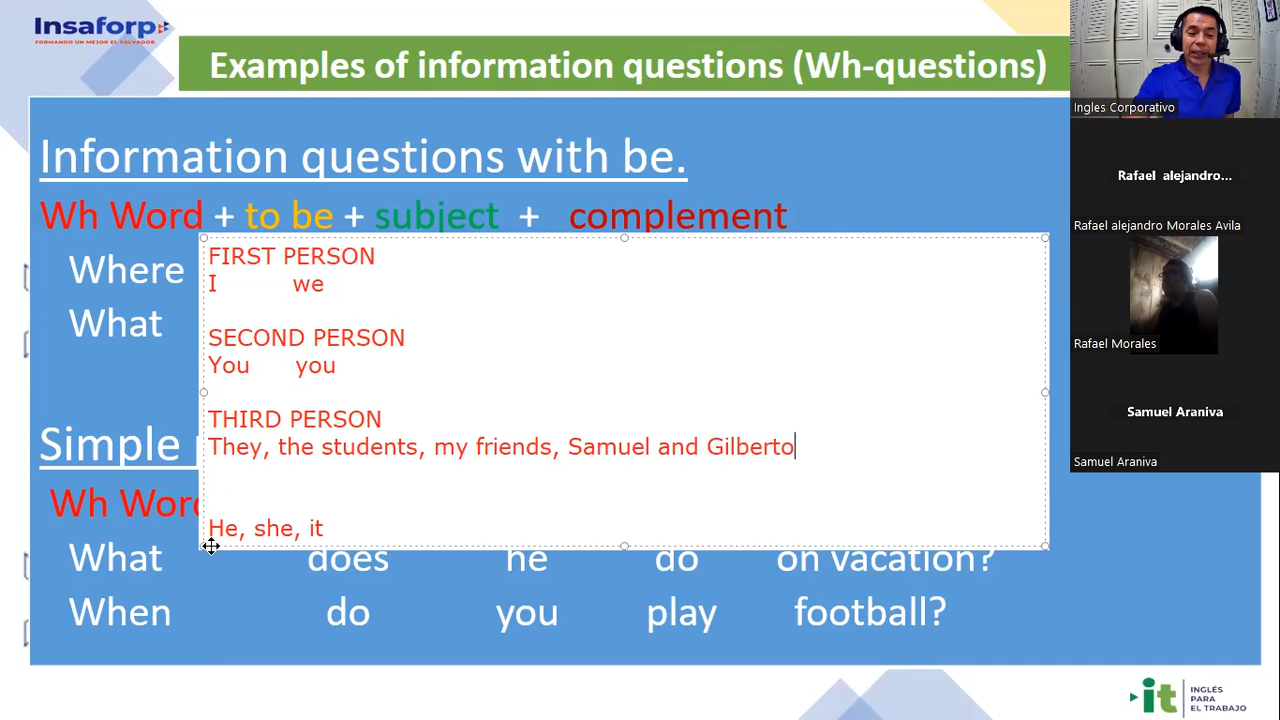 Insaforp
FORMANDO UN MEJOR EL SALVADOR
Examples of information questions (Wh-questions)
Information questions with be.
Wh Word + to be + subject + complement
Where
What
FIRST PERSON
I we
SECOND PERSON
You you
THIRD PERSON
They, the students, my friends, Samuel and Gilberto
He, she, it
Simple
Wh Word
What does he do on vacation?
When do you play football?
Ingles Corporativo
Rafael alejandro...
Rafael alejandro Morales Avila
Rafael Morales
Samuel Araniva
Samuel Araniva
it INGLÉS
PARA
EL TRABAJO